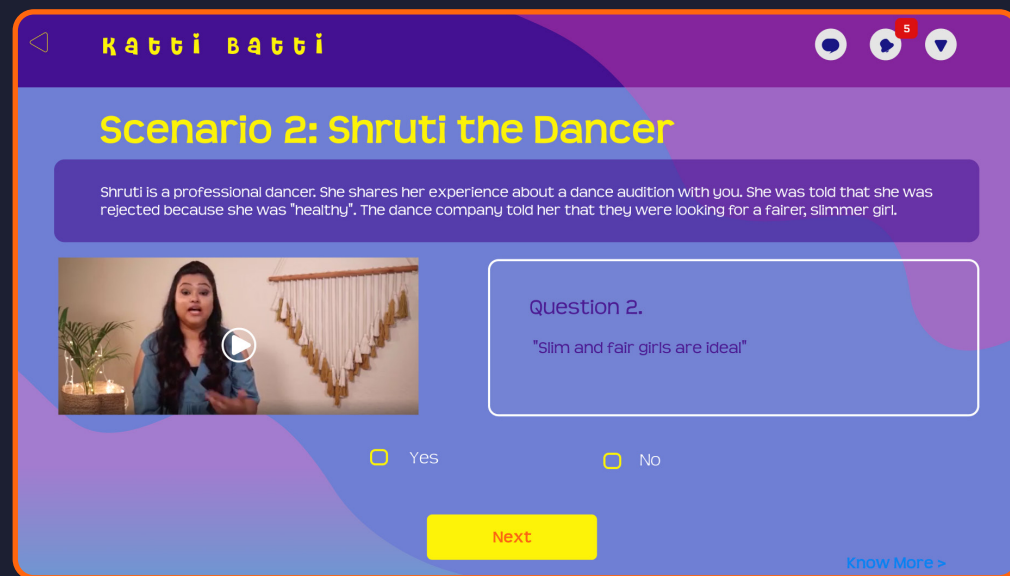 Katti Batti
5
Scenario 2: Shruti the Dancer
Shruti is a professional dancer. She shares her experience about a dance audition with you. She was told that she was
rejected because she was "healthy". The dance company told her that they were looking for a fairer, slimmer girl.
Question 2.
"Slim and fair girls are ideal"
Yes
No
Next
Know More >